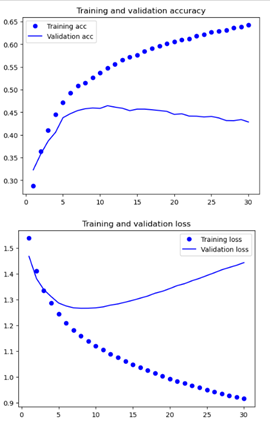 Training and validation accuracy
0.65
0.60
0.55
0.50
0.45
0.40
0.35
0.30
Training acc
Validation acc
0 5 10 15 20 25 30
Training and validation loss
1.5
1.4
1.3
1.2
1.1
1.0
0.9
Training loss
Validation loss
0 5 10 15 20 25 30